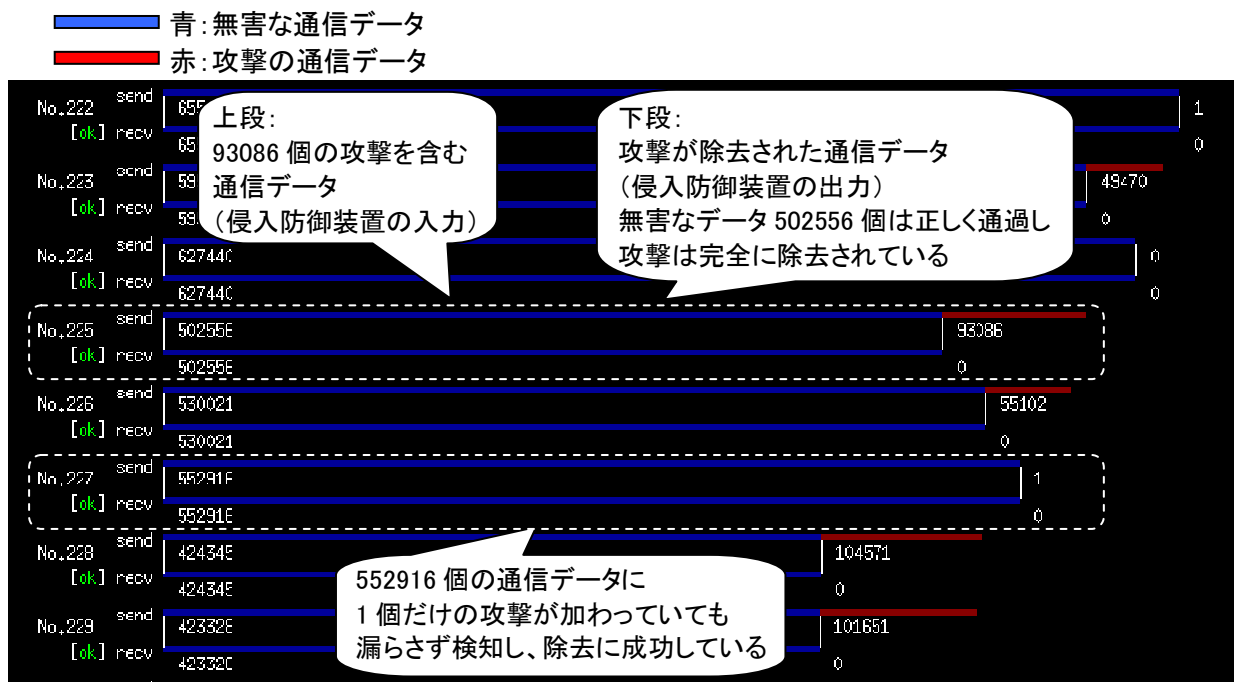 青:無害な通信データ
赤:攻撃の通信データ
No.222 send 1
[ok] recv 0
上段:
93086 個の攻撃を含む
通信データ
(侵入防御装置の入力)
下段:
攻撃が除去された通信データ
(侵入防御装置の出力)
無害なデータ 502556 個は正しく通過し
攻撃は完全に除去されている
No.223 send 49470
[ok] recv 0
No.224 send 627440 0
[ok] recv 627440 0
No.225 send 502556 93086
[ok] recv 502556 0
No.226 send 530021 55102
[ok] recv 530021 0
No.227 send 552916 1
[ok] recv 552916 0
552916 個の通信データに
1 個だけの攻撃が加わっていても
漏らさず検知し、除去に成功している
No.228 send 424345 104571
[ok] recv 424345 0
No.229 send 101651
[ok] recv 0